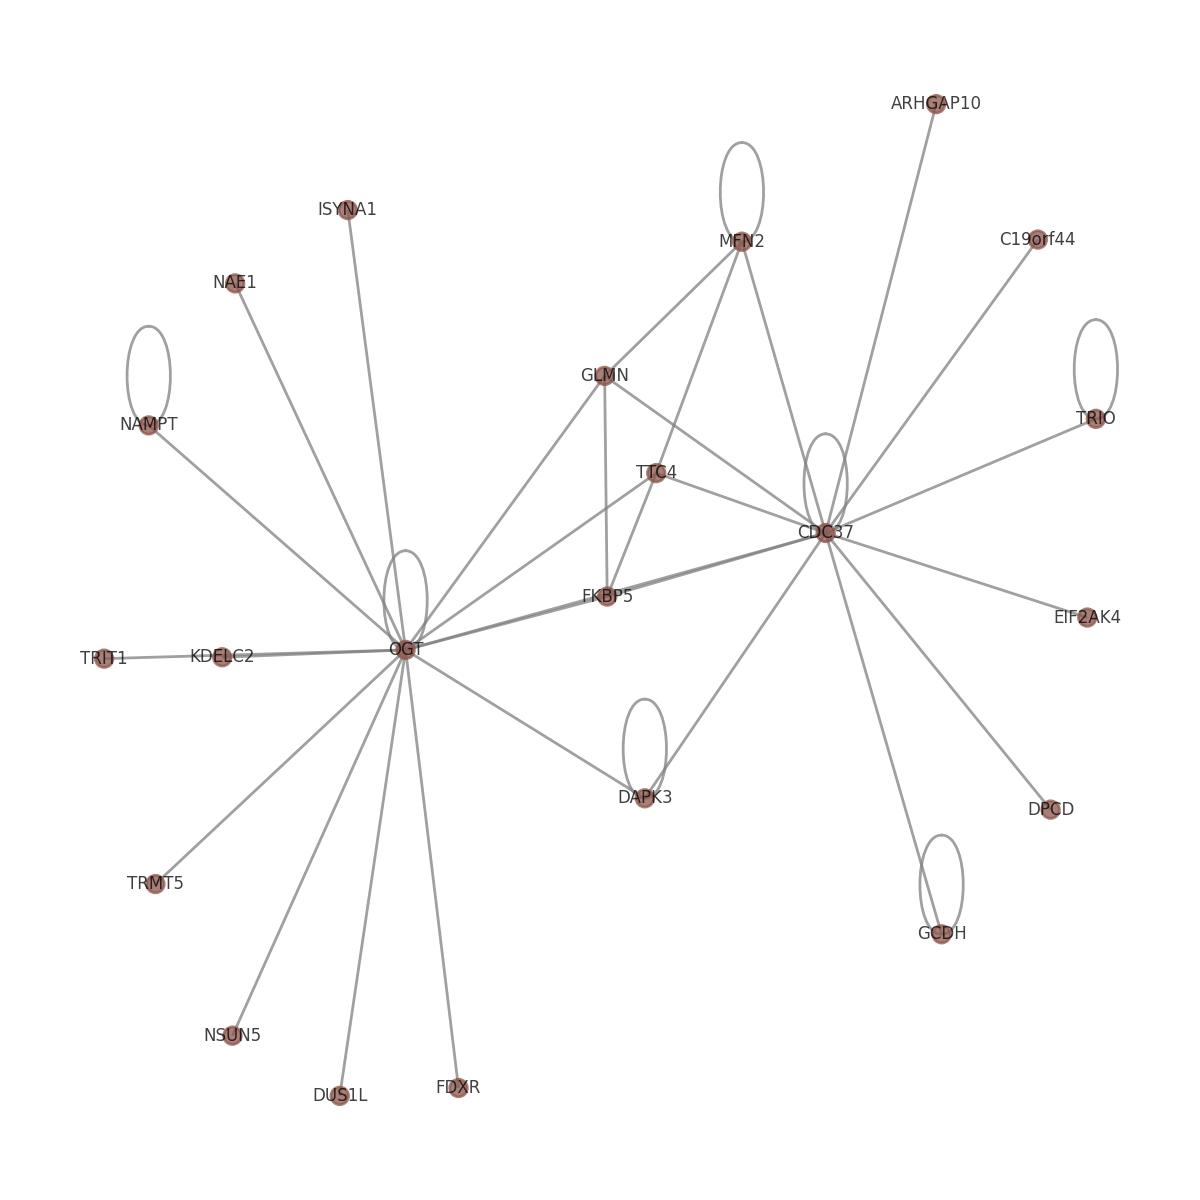 ARHGAP10
ISYNA1
C19orf44
MFN2
NAE1
GLMN
TRIO
NAMPT
TTC4
CDC37
FKBP5
EIF2AK4
OGT
KDELC2
TRIT1
DAPK3
DPCD
TRMT5
GCDH
NSUN5
FDXR
DUS1L